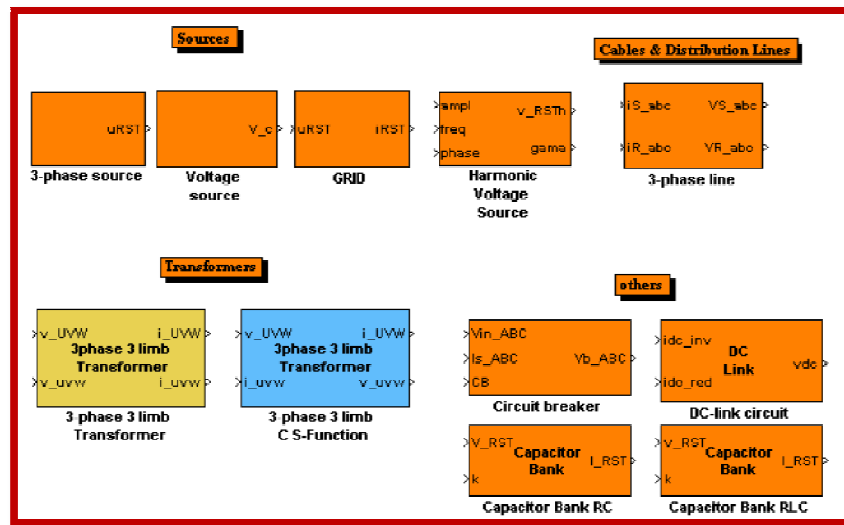 Sources
Cables & Distribution Lines
uRST
3-phase source
V_c
Voltage
source
uRST iRST
GRID
ampl v_RSTh
freq
phase gama
Harmonic
Voltage
Source
iS_abc VS_abc
iR_abc VR_abc
3-phase line
Transformers
others
v_UVW i_UVW
3phase 3 limb
Transformer
v_uvw i_uvw
3-phase 3 limb
Transformer
v_UVW i_UVW
3phase 3 limb
Transformer
i_uvw v_uvw
3-phase 3 limb
C S-Function
Vin_ABC
Is_ABC Vb_ABC
CB
Circuit breaker
idc_inv
DC
Link
vdc
idc_red
DC-link circuit
V_RST
Capacitor
Bank
I_RST
k
Capacitor Bank RC
v_RST
Capacitor
Bank
I_RST
k
Capacitor Bank RLC